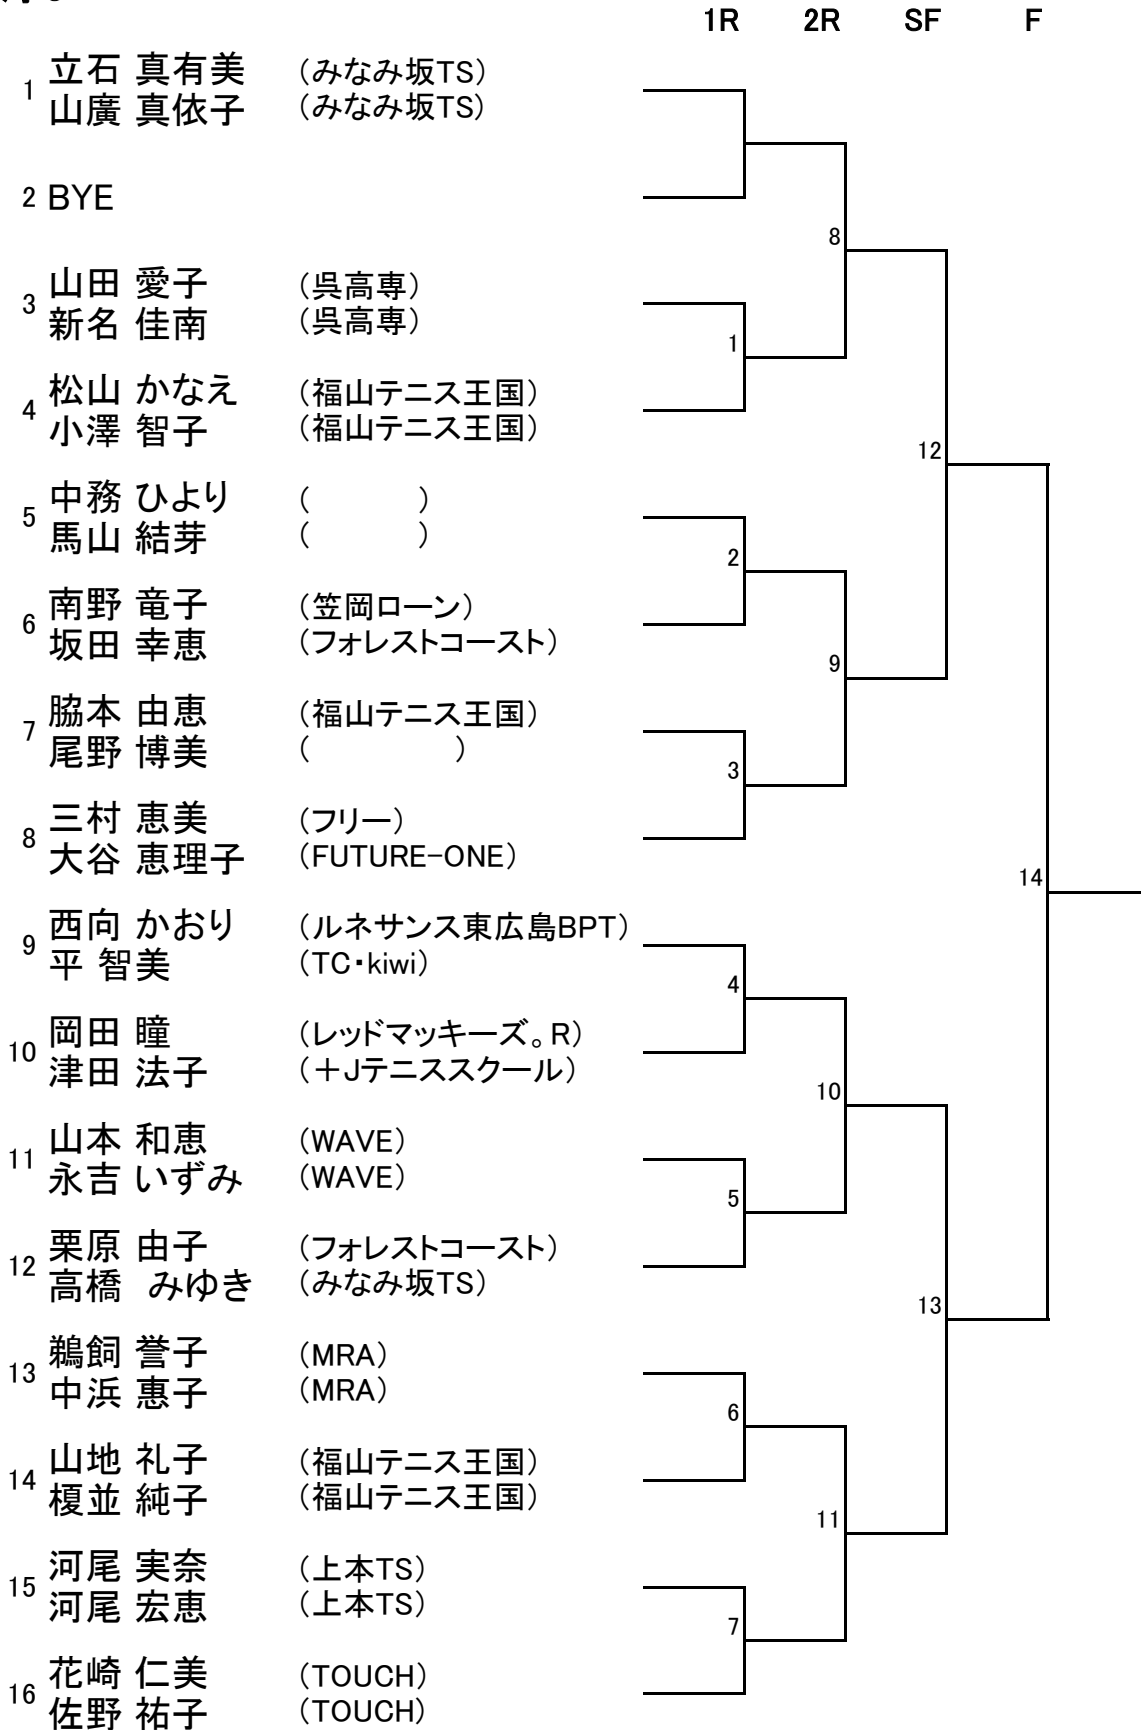 1R 2R SF F
1 立石 真有美 (みなみ坂TS)
山廣 真依子 (みなみ坂TS)
2 BYE
8
3 山田 愛子 (呉高専)
新名 佳南 (呉高専)
1
4 松山 かなえ (福山テニス王国)
小澤 智子 (福山テニス王国)
12
5 中務 ひより ( )
馬山 結芽 ( )
2
6 南野 竜子 (笠岡ローン)
坂田 幸恵 (フォレストコースト)
9
7 脇本 由恵 (福山テニス王国)
尾野 博美 ( )
3
8 三村 恵美 (フリー)
大谷 恵理子 (FUTURE-ONE)
14
9 西向 かおり (ルネサンス東広島BPT)
平 智美 (TC・kiwi)
4
10 岡田 瞳 (レッドマッキーズ。R)
津田 法子 (+Jテニススクール)
10
11 山本 和恵 (WAVE)
永吉 いずみ (WAVE)
5
12 栗原 由子 (フォレストコースト)
高橋 みゆき (みなみ坂TS)
13
13 鵜飼 誉子 (MRA)
中浜 惠子 (MRA)
6
14 山地 礼子 (福山テニス王国)
榎並 純子 (福山テニス王国)
11
15 河尾 実奈 (上本TS)
河尾 宏恵 (上本TS)
7
16 花崎 仁美 (TOUCH)
佐野 祐子 (TOUCH)